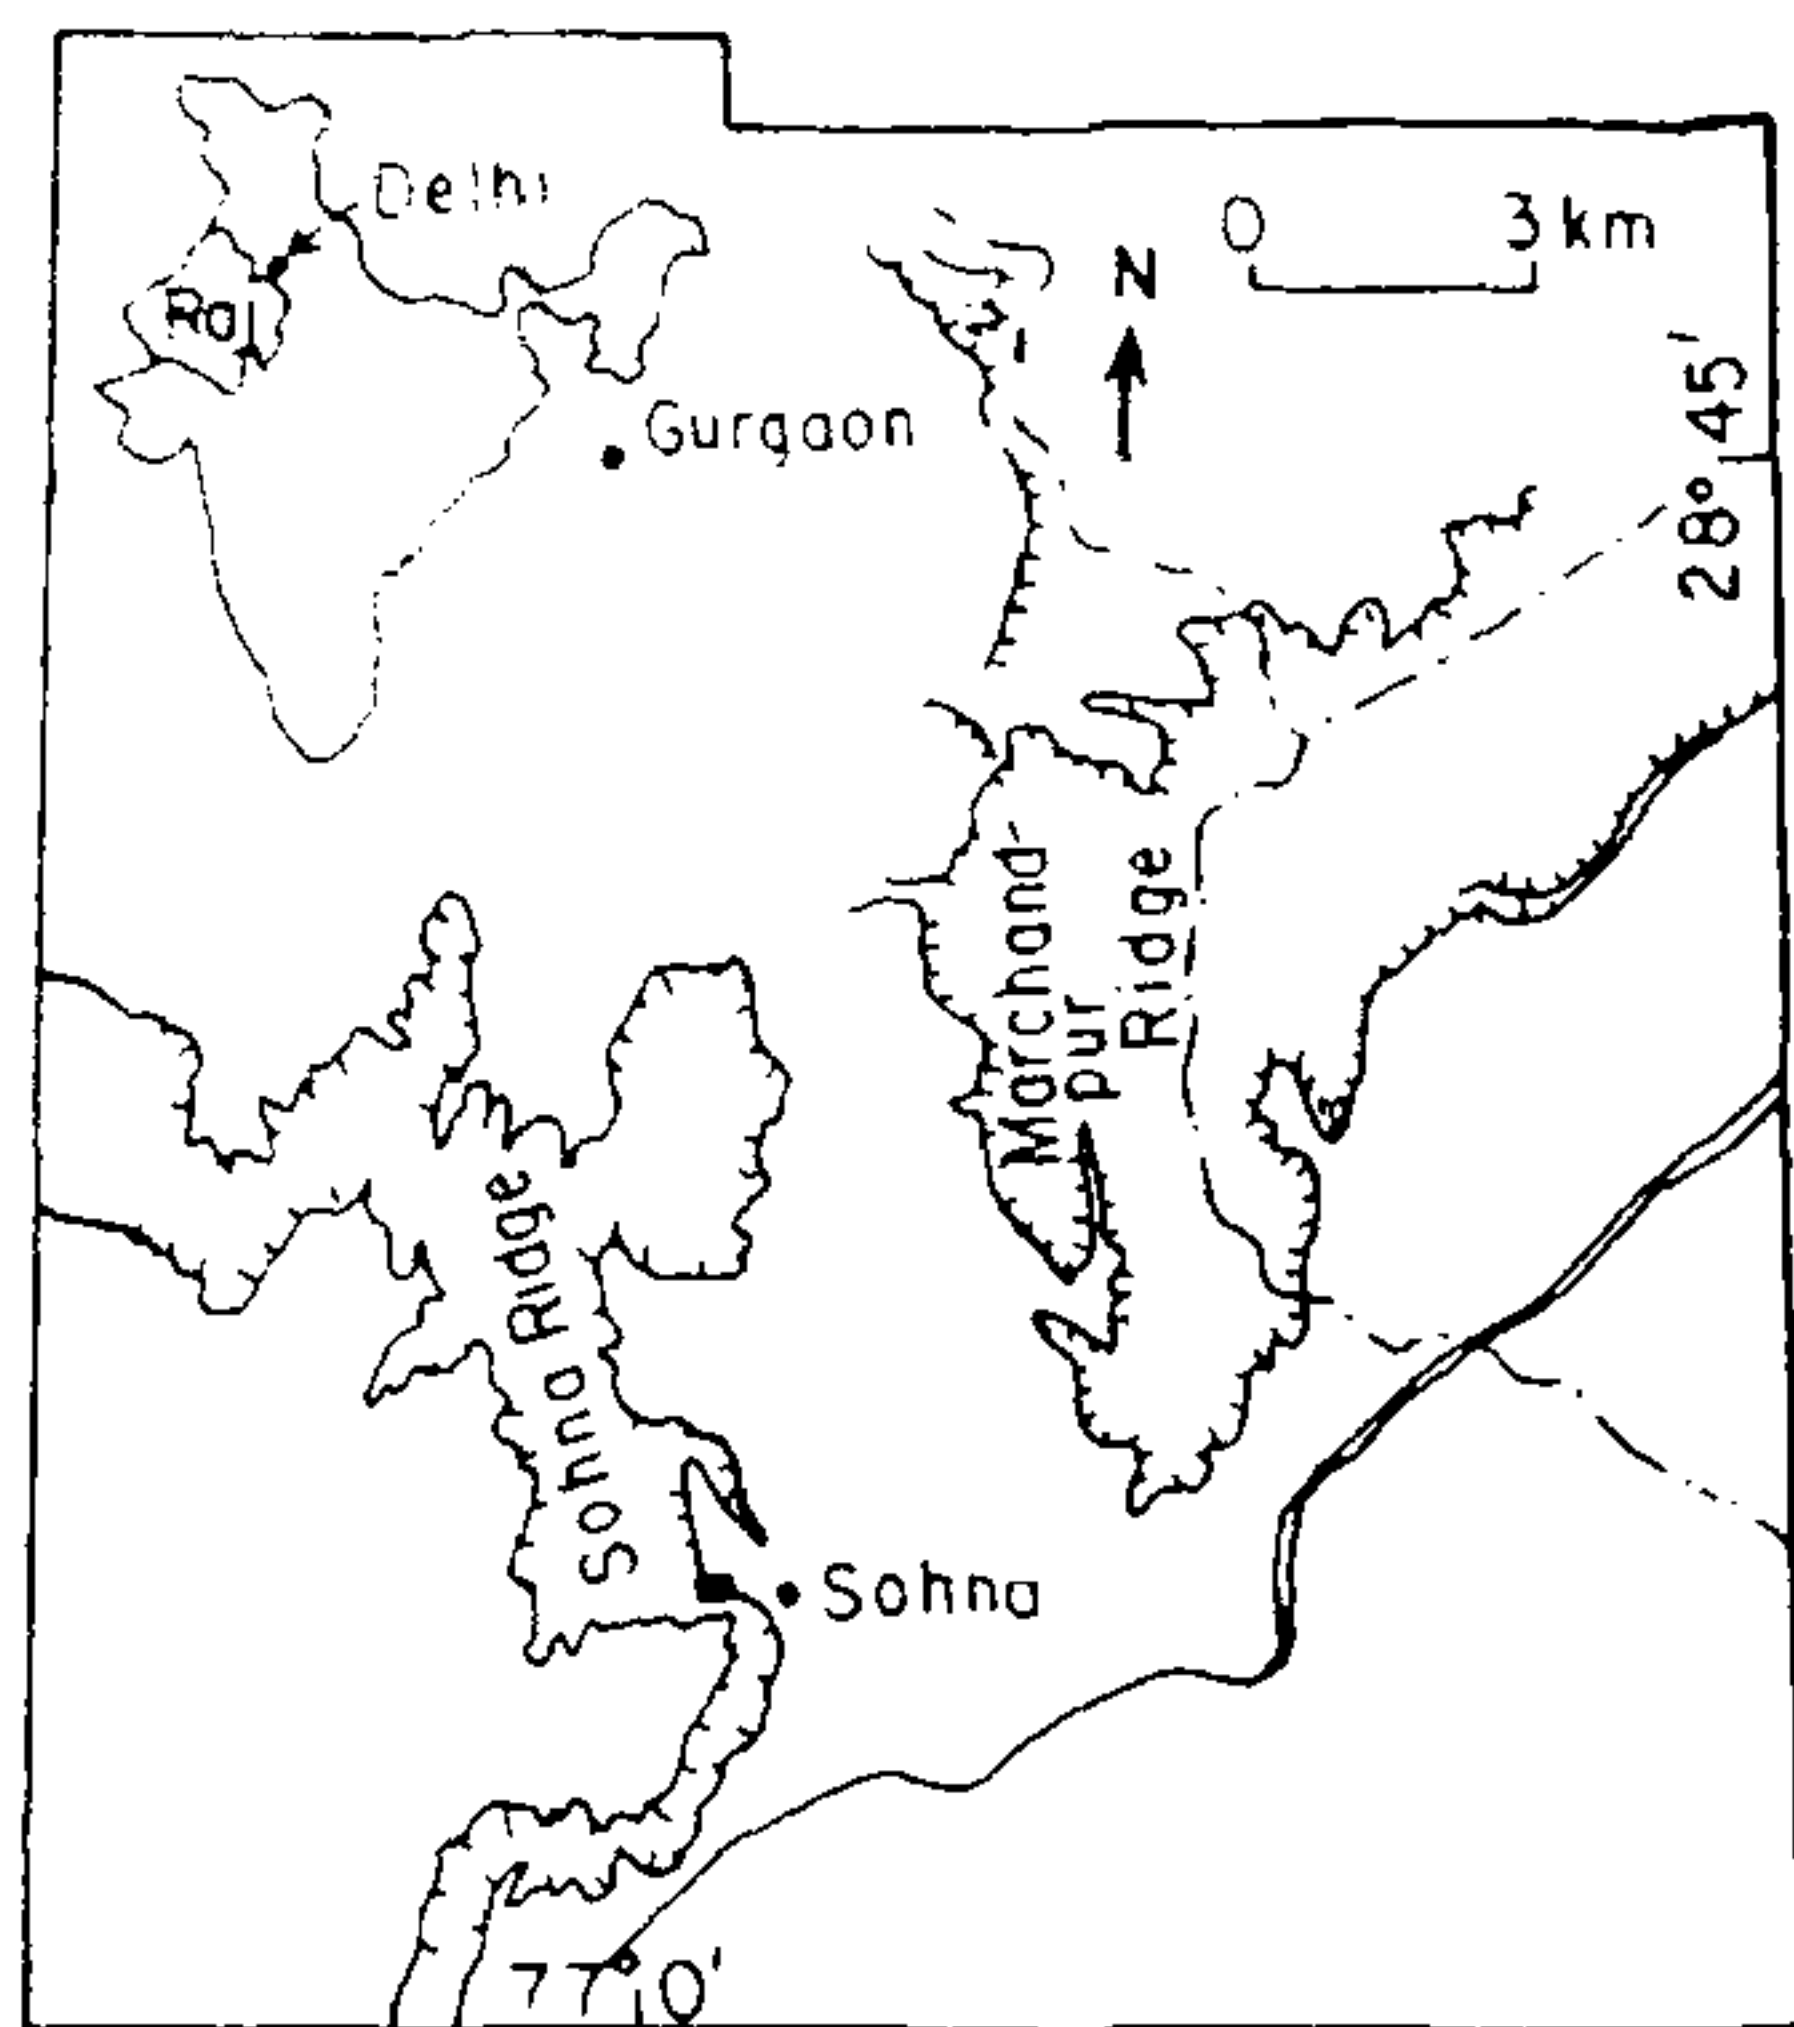 Delhi
Raj
0 3 km
N
Gurgaon
28° 45'
Marchand-
pur
Ridge
Sohna Ridge
Sohna
77° 0'